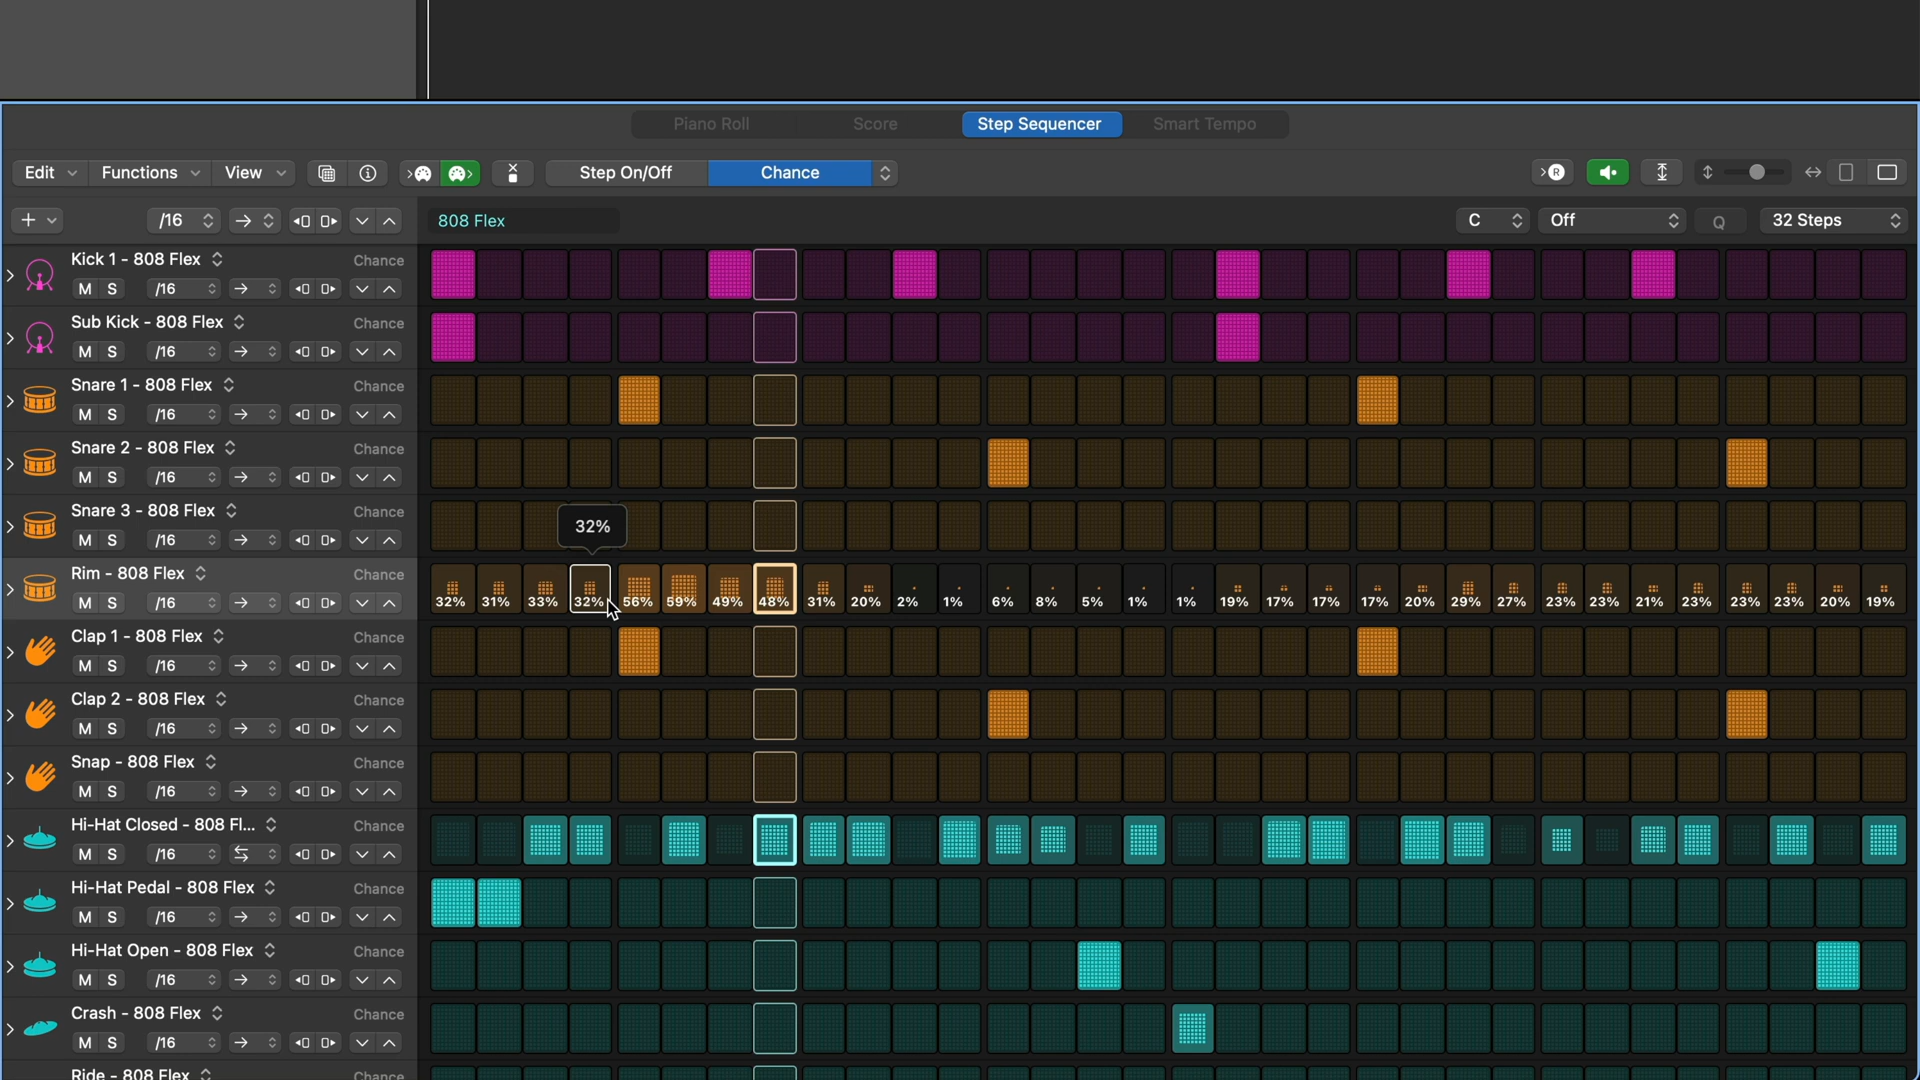 Piano Roll Score Step Sequencer Smart Tempo
Edit Functions View Step On/Off Chance R
/16 808 Flex C Off Q 32 Steps
Kick 1 - 808 Flex Chance
M S /16
Sub Kick - 808 Flex Chance
M S /16
Snare 1 - 808 Flex Chance
M S /16
Snare 2 - 808 Flex Chance
M S /16
Snare 3 - 808 Flex Chance
32%
M S /16
Rim - 808 Flex Chance
M S /16 32% 31% 33% 32% 56% 59% 49% 48% 31% 20% 2% 1% 6% 8% 5% 1% 1% 19% 17% 17% 17% 20% 29% 27% 23% 23% 21% 23% 23% 23% 20% 19%
Clap 1 - 808 Flex Chance
M S /16
Clap 2 - 808 Flex Chance
M S /16
Snap - 808 Flex Chance
M S /16
Hi-Hat Closed - 808 Fl... Chance
M S /16
Hi-Hat Pedal - 808 Flex Chance
M S /16
Hi-Hat Open - 808 Flex Chance
M S /16
Crash - 808 Flex Chance
M S /16
Ride - 808 Flex Chance